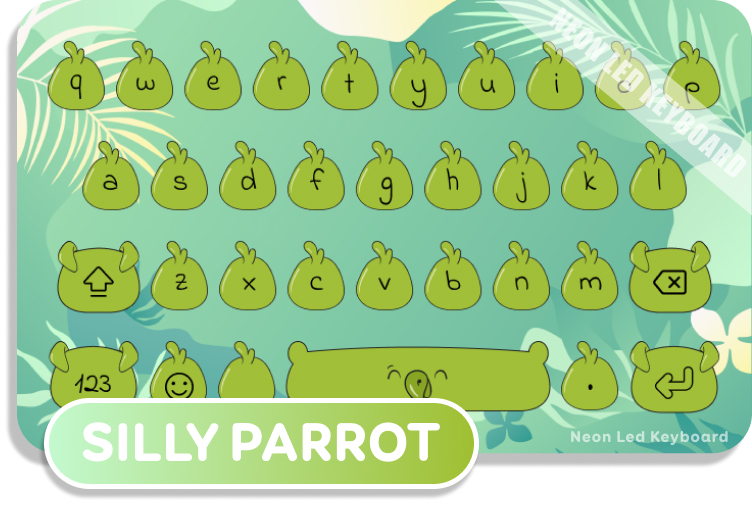 NEON LED KEYBOARD
q w e r t y u i o p
a s d f g h j k l
z x c v b n m
123 .
SILLY PARROT
Neon Led Keyboard